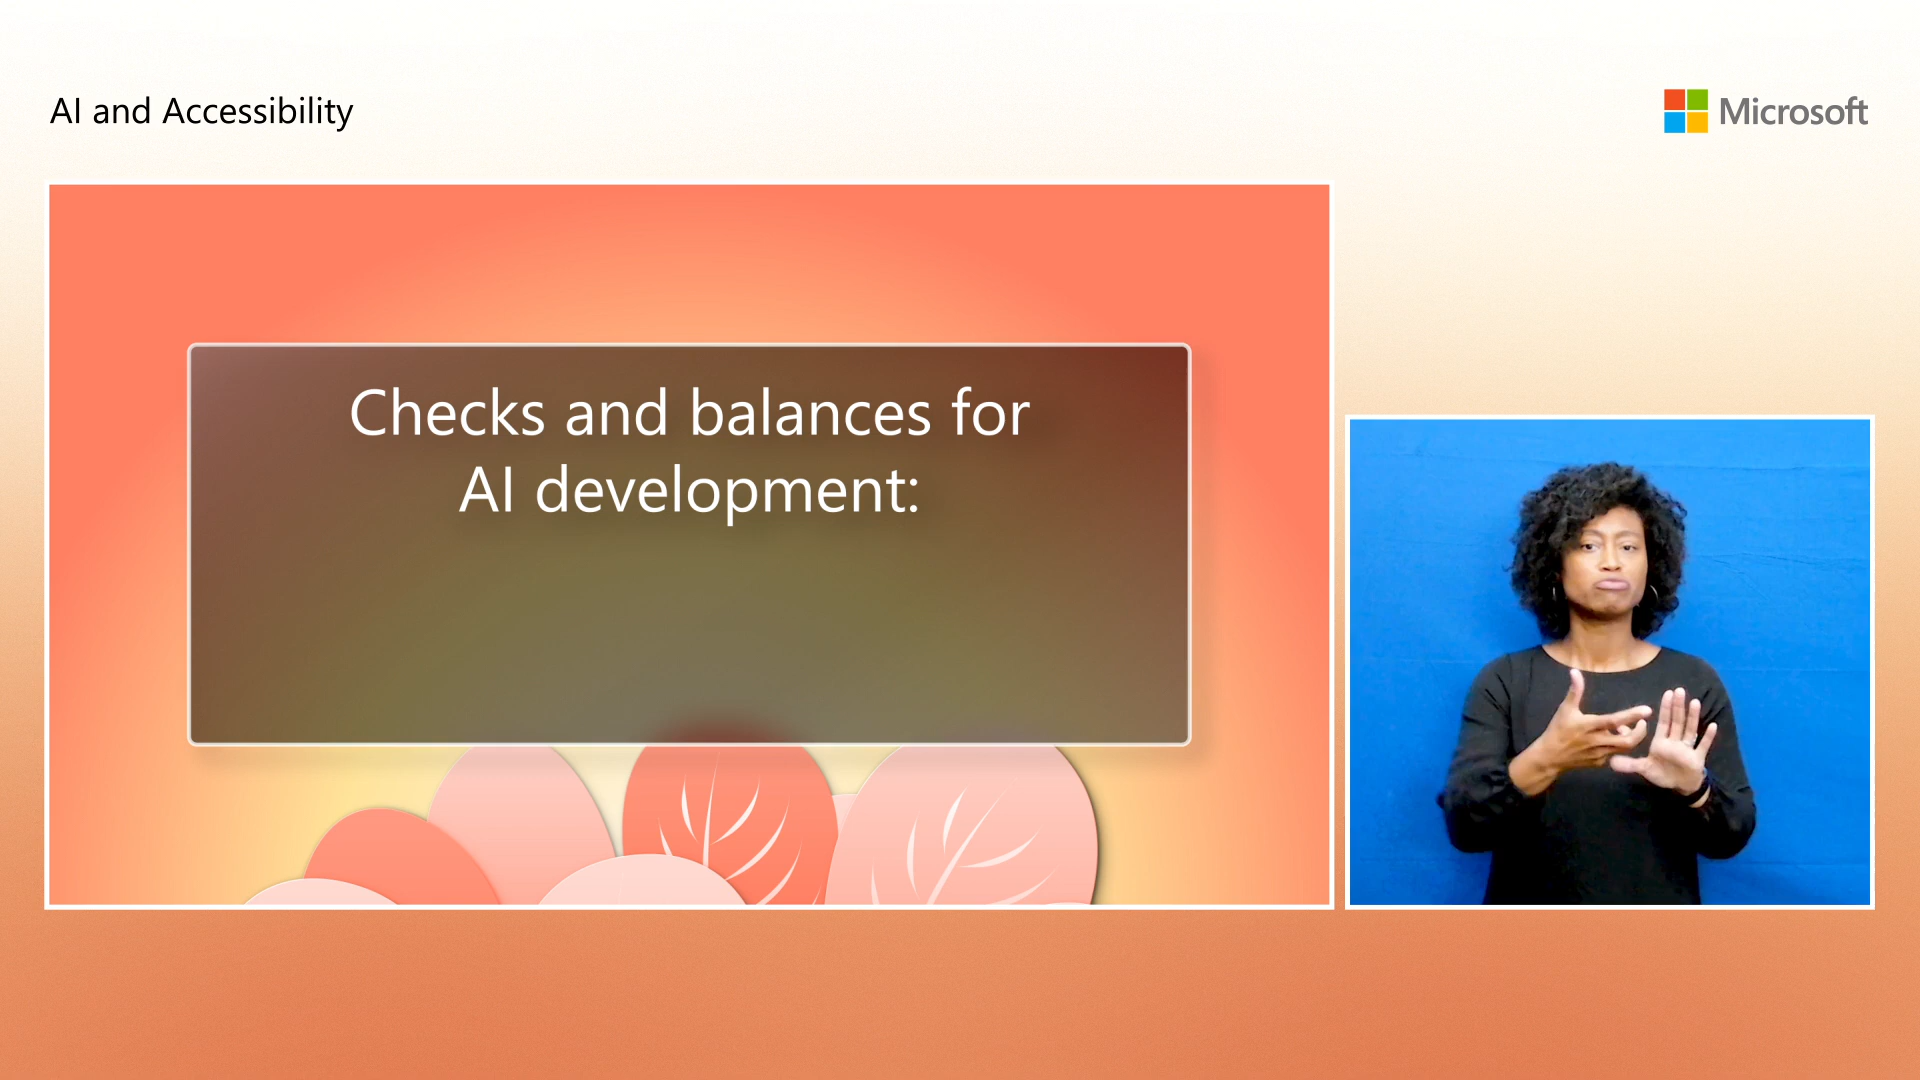 AI and Accessibility
Microsoft
Checks and balances for
AI development: